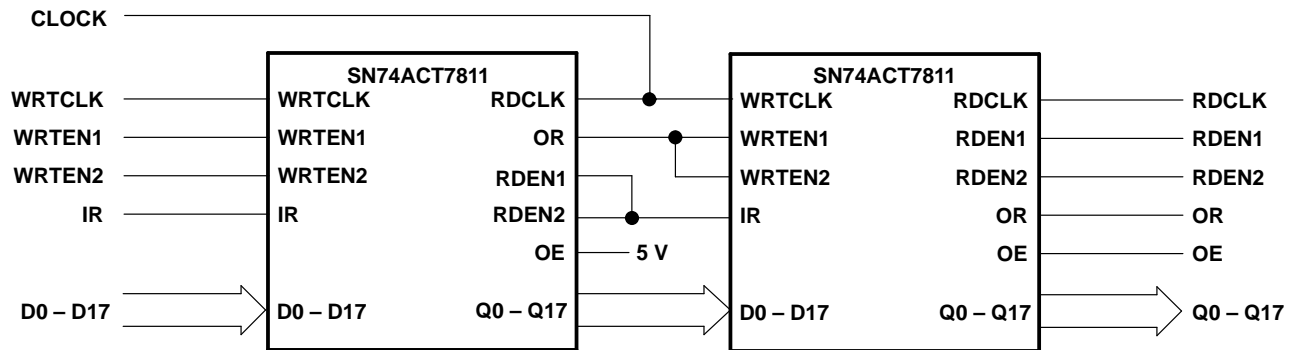 CLOCK
SN74ACT7811 SN74ACT7811
WRTCLK WRTCLK RDCLK WRTCLK RDCLK RDCLK
WRTEN1 WRTEN1 OR WRTEN1 RDEN1 RDEN1
WRTEN2 WRTEN2 RDEN1 WRTEN2 RDEN2 RDEN2
IR IR RDEN2 IR OR OR
OE 5 V OE OE
D0 – D17 D0 – D17 Q0 – Q17 D0 – D17 Q0 – Q17 Q0 – Q17